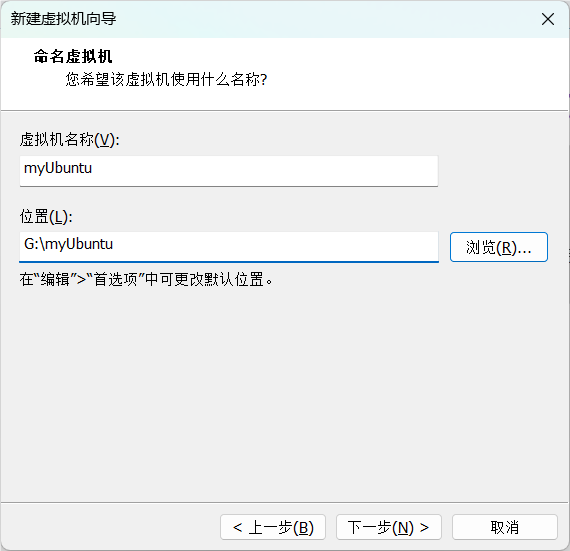 新建虚拟机向导
命名虚拟机
您希望该虚拟机使用什么名称?
虚拟机名称(V):
myUbuntu
位置(L):
G:\myUbuntu
浏览(R)...
在“编辑”>“首选项”中可更改默认位置。
< 上一步(B)
下一步(N) >
取消